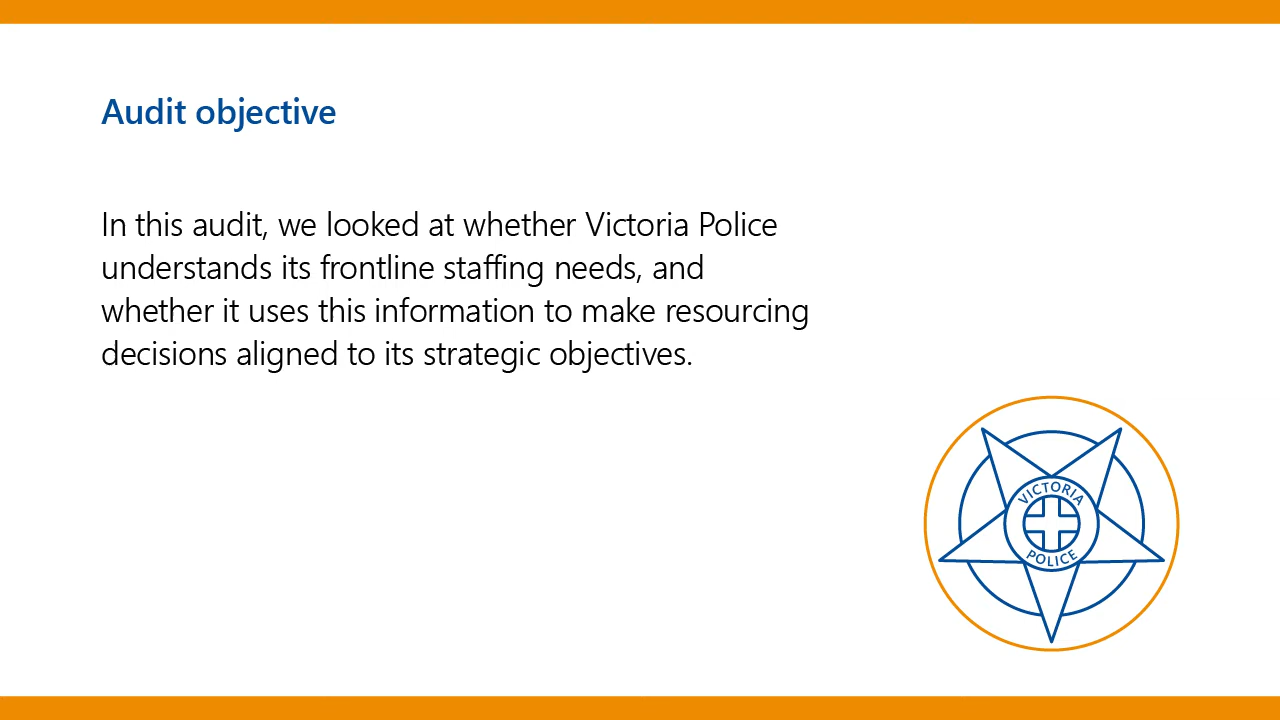 Audit objective
In this audit, we looked at whether Victoria Police
understands its frontline staffing needs, and
whether it uses this information to make resourcing
decisions aligned to its strategic objectives.
VICTORIA
POLICE